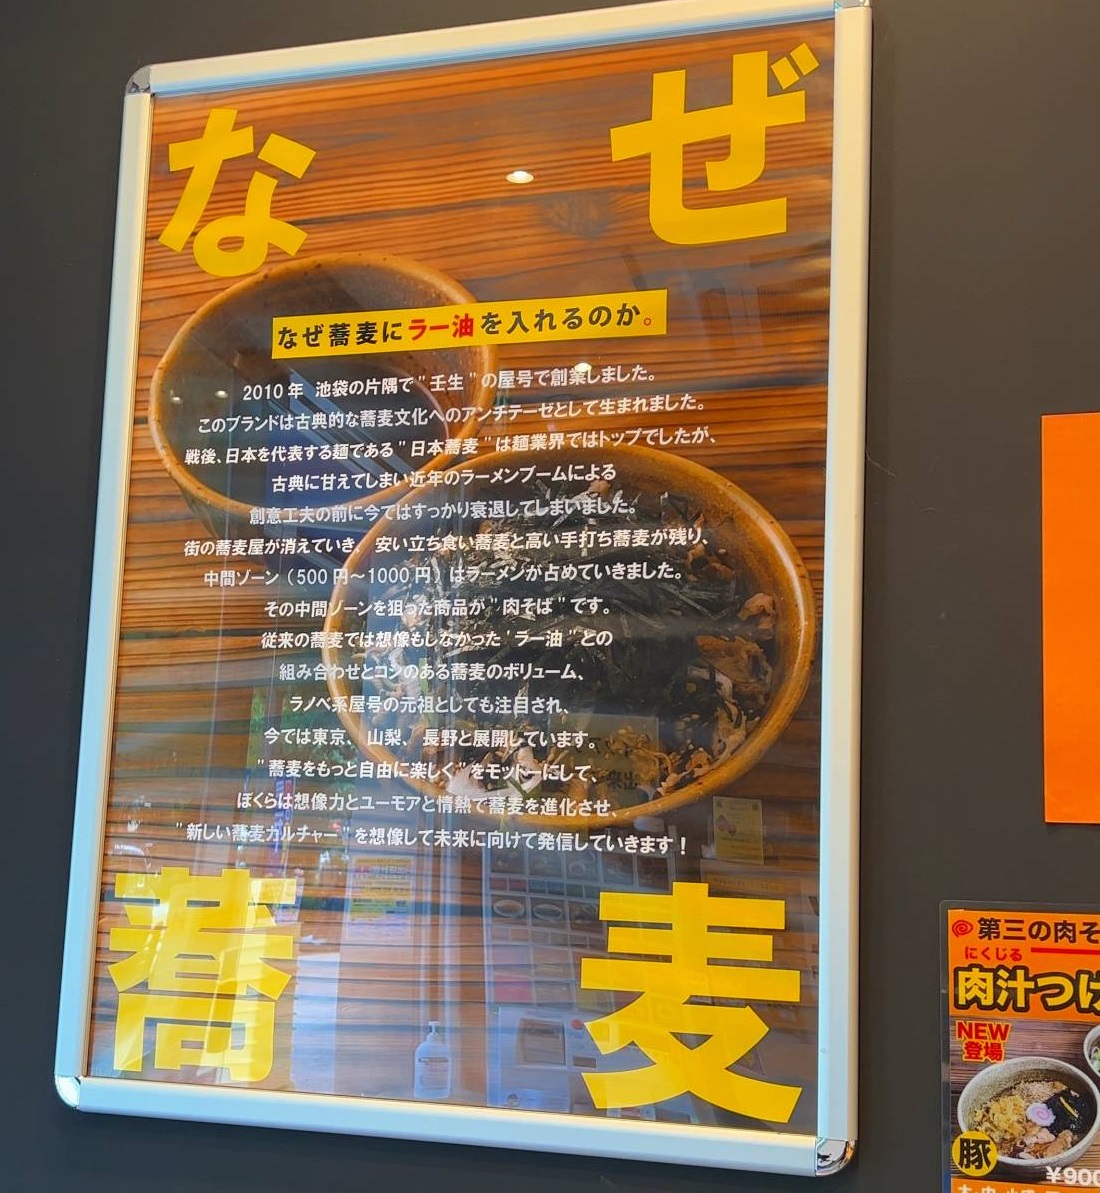 なぜ
なぜ蕎麦にラー油を入れるのか。
2010年 池袋の片隅で"壬生"の屋号で創業しました。
このブランドは古典的な蕎麦文化へのアンチテーゼとして生まれました。
戦後、日本を代表する麺である"日本蕎麦"は麺業界ではトップでしたが、
古典に甘えてしまい近年のラーメンブームによる
創意工夫の前に今ではすっかり衰退してしまいました。
街の蕎麦屋が消えていき、安い立ち食い蕎麦と高い手打ち蕎麦が残り、
中間ゾーン（500円～1000円）はラーメンが占めていきました。
その中間ゾーンを狙った商品が"肉そば"です。
従来の蕎麦では想像もしなかった'ラー油"との
組み合わせとコシのある蕎麦のボリューム、
ラノベ系屋号の元祖としても注目され、
今では東京、山梨、長野と展開しています。
"蕎麦をもっと自由に楽しく"をモットーにして、
ぼくらは想像力とユーモアと情熱で蕎麦を進化させ、
"新しい蕎麦カルチャー"を想像して未来に向けて発信していきます！
蕎麦
第三の肉そ
にくじる
肉汁つけ
NEW
登場
豚
¥900